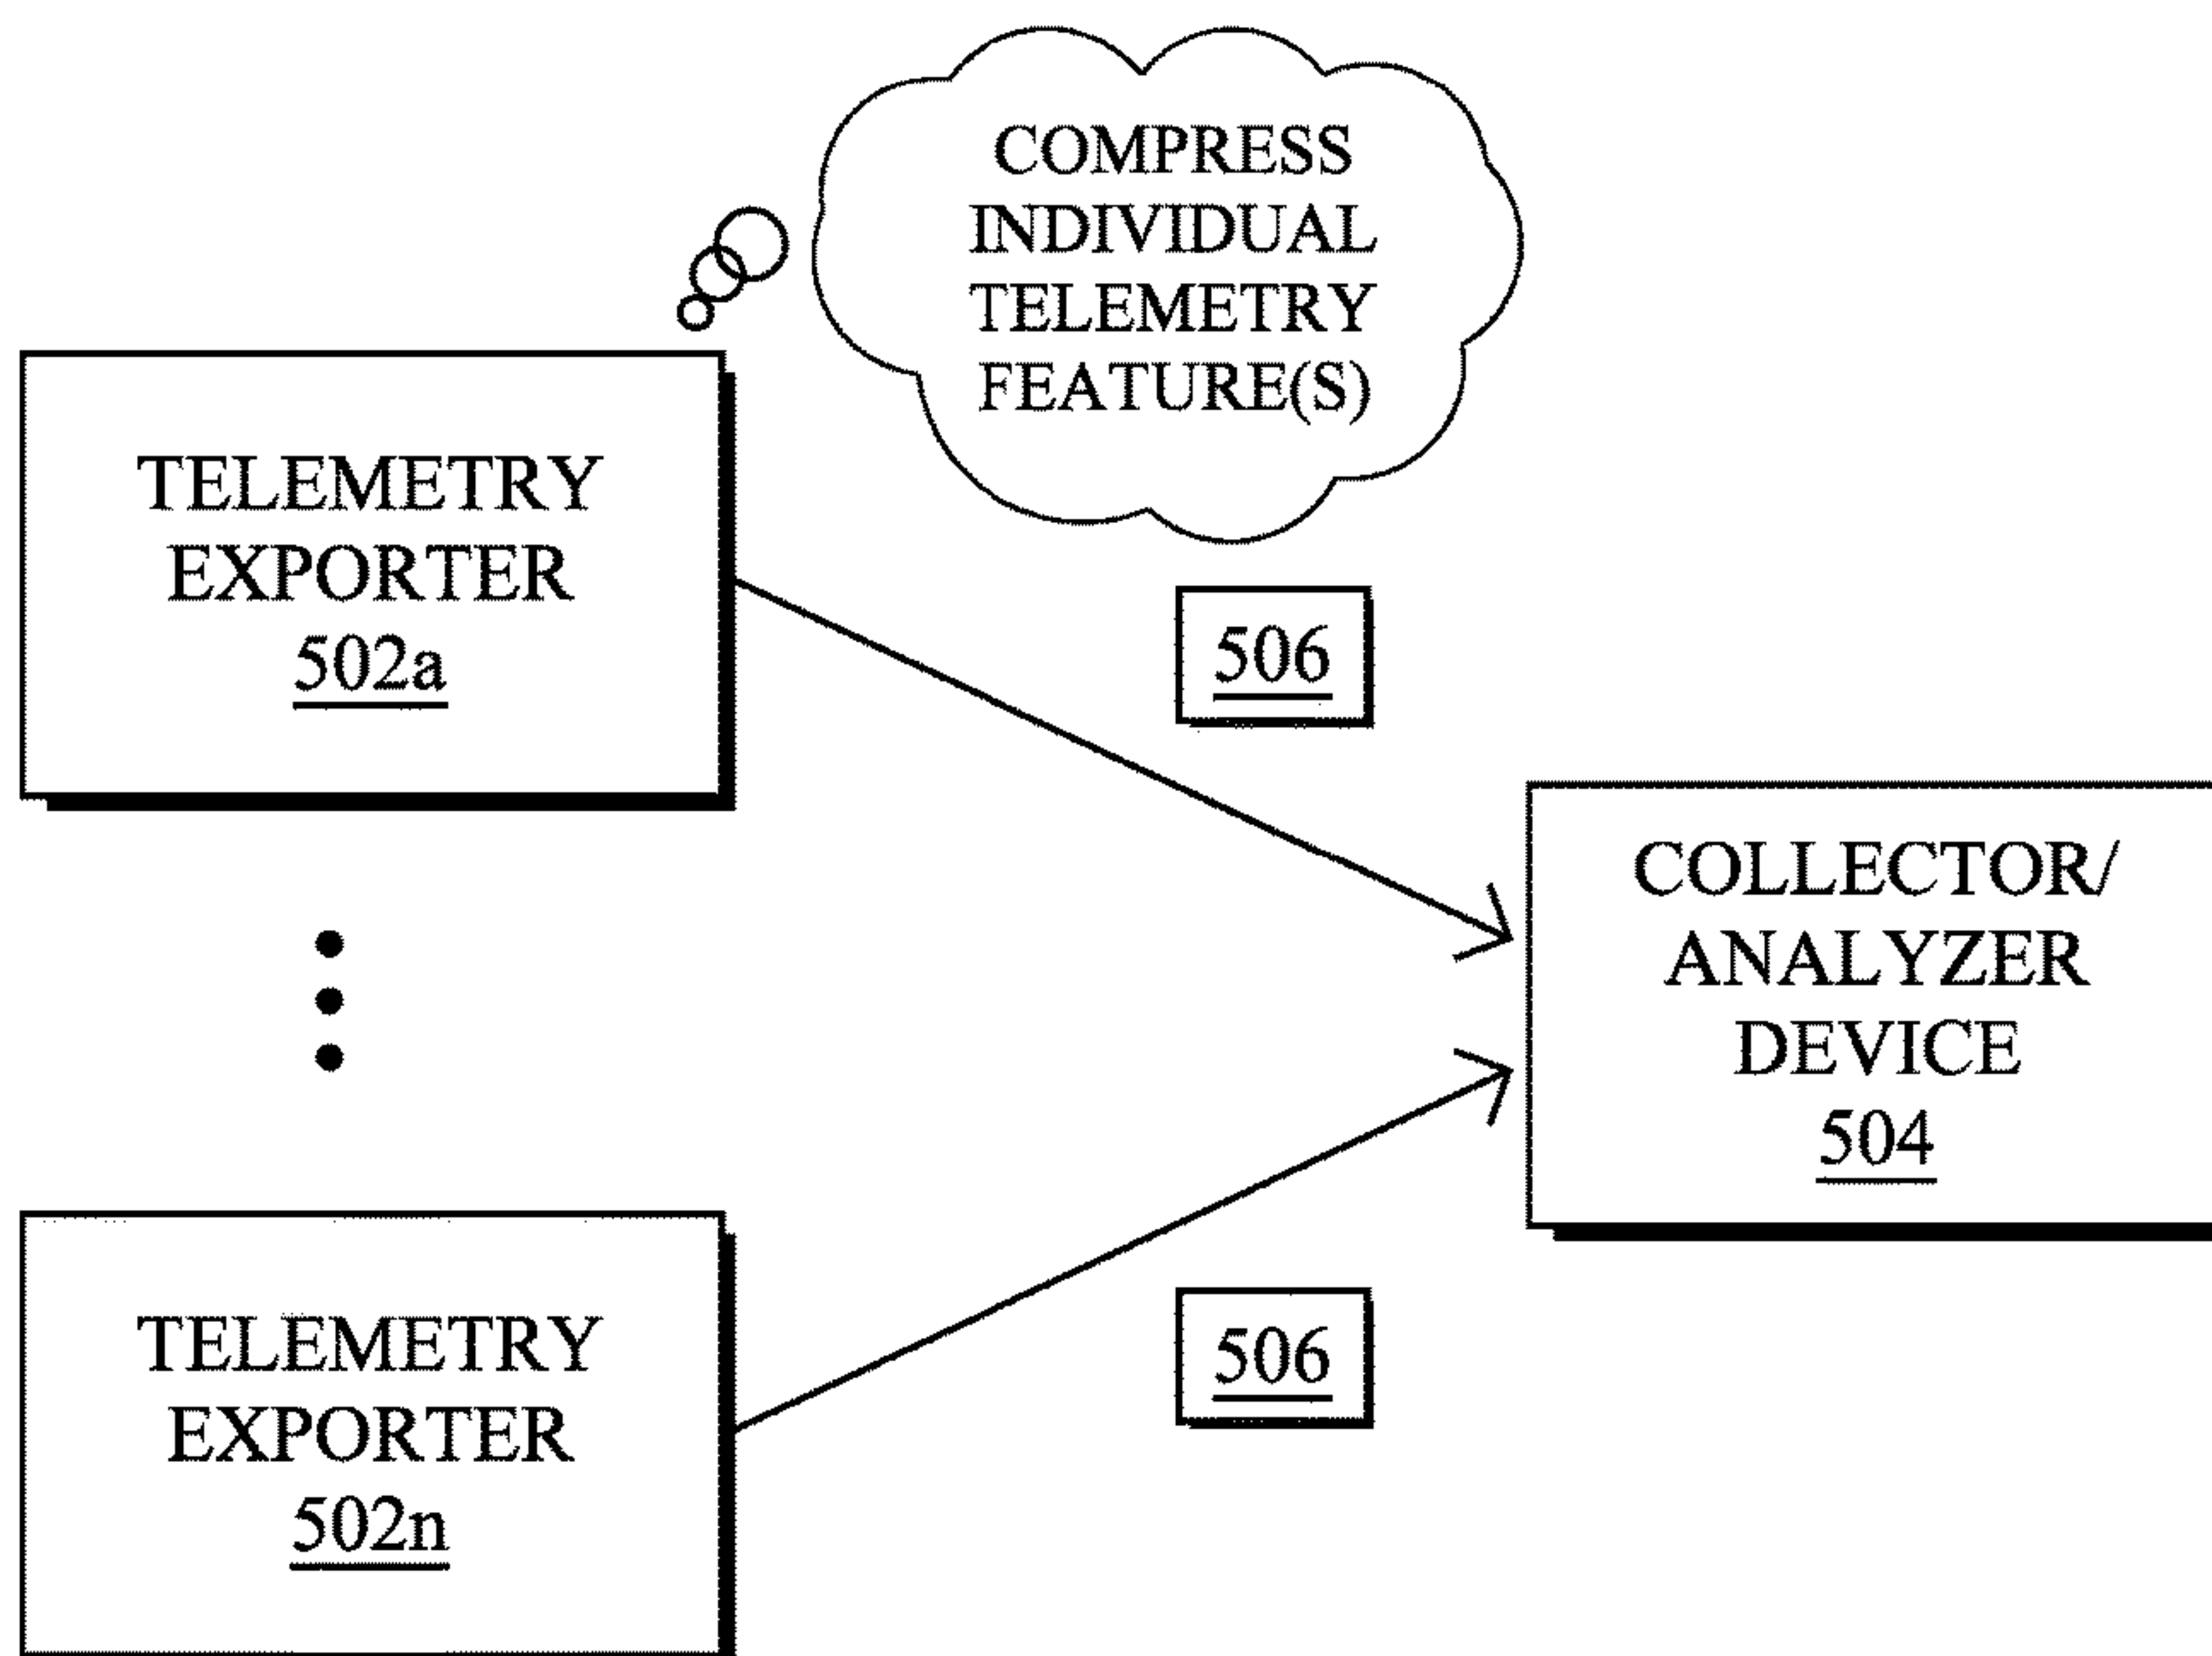 COMPRESS
INDIVIDUAL
TELEMETRY
FEATURE(S)
TELEMETRY
EXPORTER
502a
506
COLLECTOR/
ANALYZER
DEVICE
504
TELEMETRY
EXPORTER
502n
506